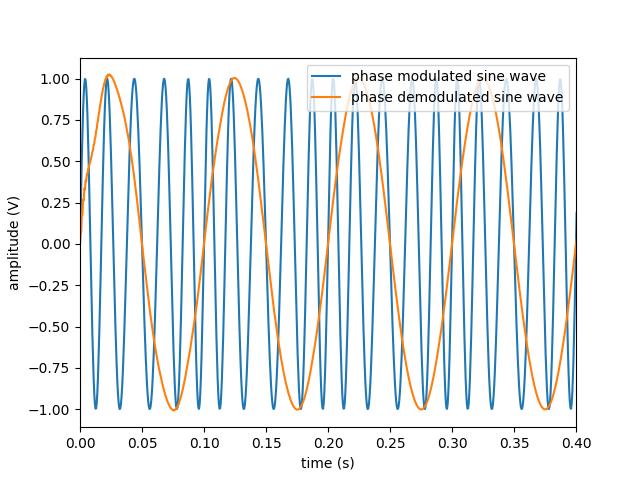 phase modulated sine wave
phase demodulated sine wave
1.00
0.75
0.50
0.25
0.00
−0.25
−0.50
−0.75
−1.00
amplitude (V)
0.00 0.05 0.10 0.15 0.20 0.25 0.30 0.35 0.40
time (s)